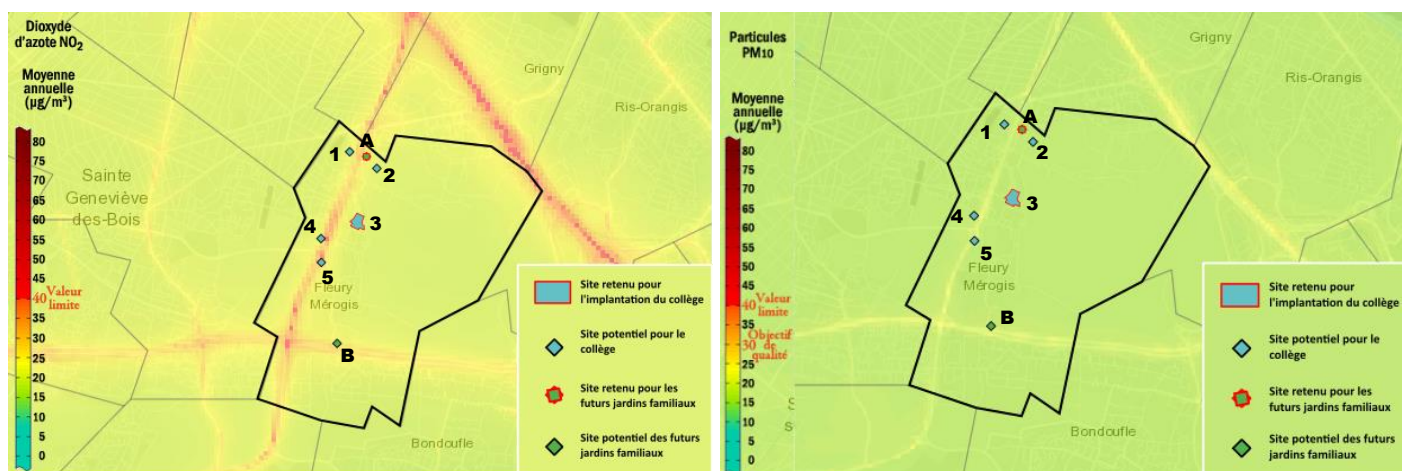 Dioxyde
d'azote NO2
Moyenne
annuelle
(µg/m³)
80
75
70
65
60
55
50
45
40 Valeur
limite
35
30
25
20
15
10
5
0
Sainte
Geneviève
des-Bois
Grigny
Ris-Orangis
A
1
2
3
4
5
Fleury
Mérogis
B
Bondoufle
Site retenu pour
l'implantation du collège
Site potentiel pour le
collège
Site retenu pour les
futurs jardins familiaux
Site potentiel des futurs
jardins familiaux
Particules
PM10
Moyenne
annuelle
(µg/m³)
80
75
70
65
60
55
50
45
40 Valeur
limite
35 Objectif
30 de
qualité
25
20
15
10
5
0
Grigny
Ris-Orangis
A
1
2
3
4
5
Fleury
Mérogis
B
Bondoufle
Site retenu pour
l'implantation du collège
Site potentiel pour le
collège
Site retenu pour les
futurs jardins familiaux
Site potentiel des futurs
jardins familiaux